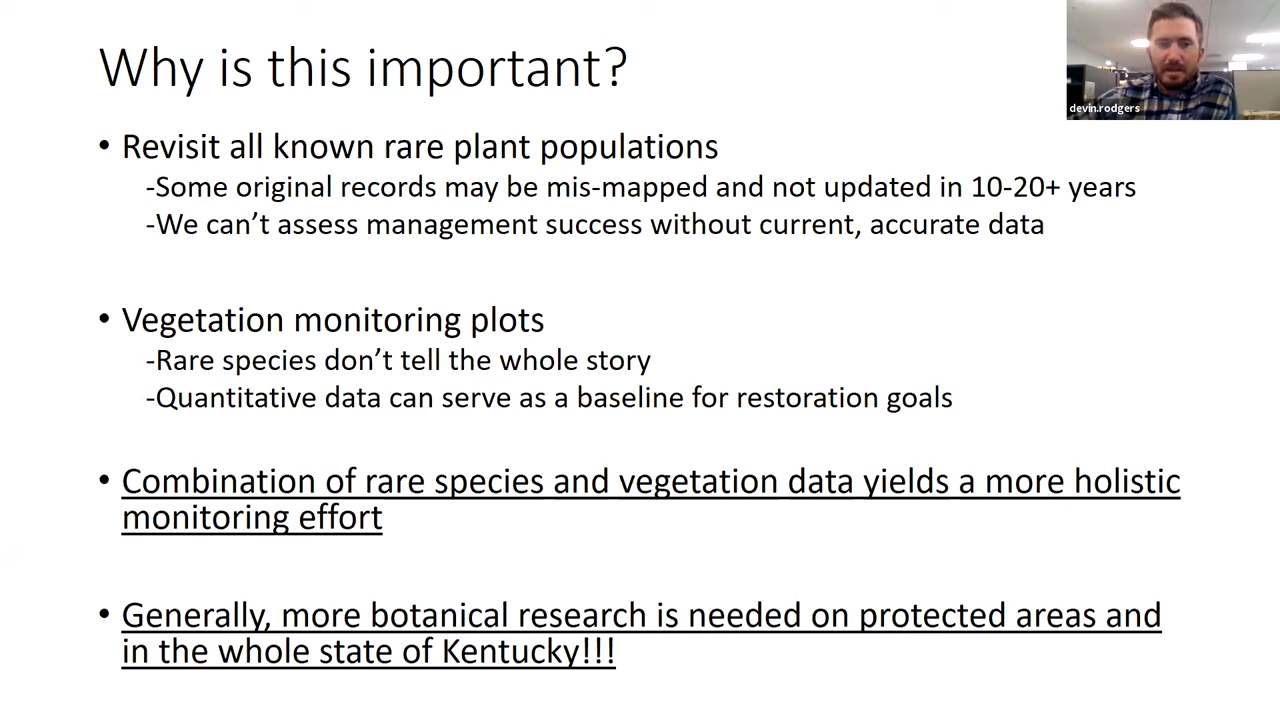 Why is this important?
devin.rodgers
• Revisit all known rare plant populations
-Some original records may be mis-mapped and not updated in 10-20+ years
-We can’t assess management success without current, accurate data
• Vegetation monitoring plots
-Rare species don’t tell the whole story
-Quantitative data can serve as a baseline for restoration goals
• Combination of rare species and vegetation data yields a more holistic
monitoring effort
• Generally, more botanical research is needed on protected areas and
in the whole state of Kentucky!!!